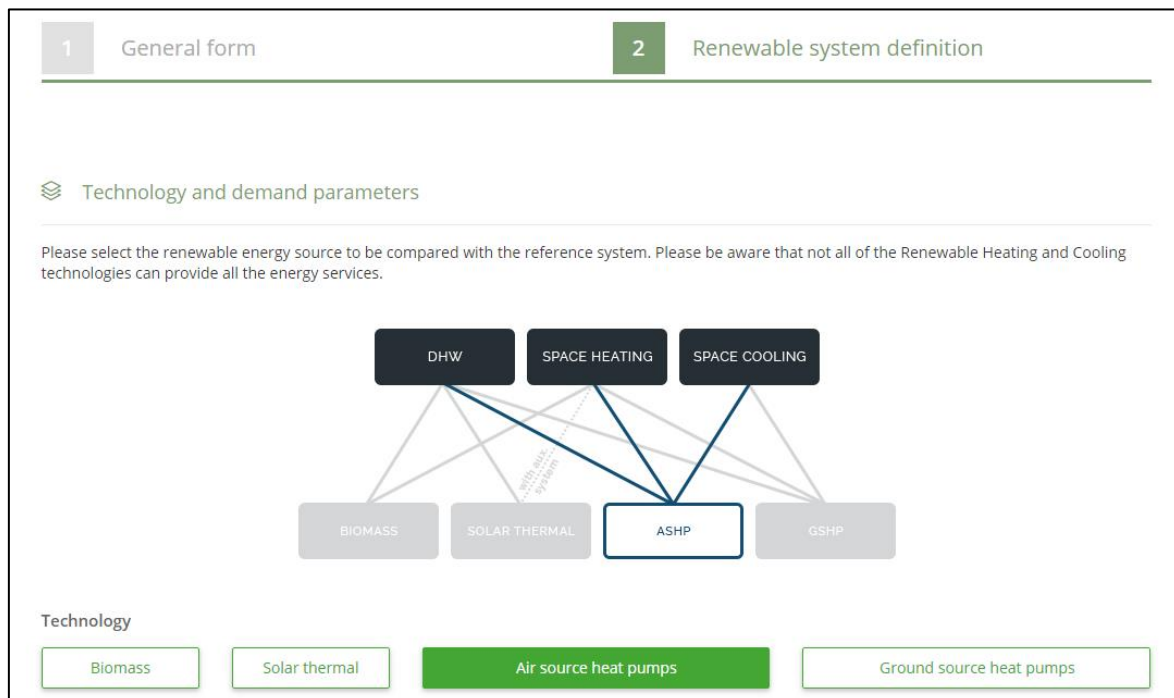 1 General form 2 Renewable system definition
Technology and demand parameters
Please select the renewable energy source to be compared with the reference system. Please be aware that not all of the Renewable Heating and Cooling
technologies can provide all the energy services.
DHW SPACE HEATING SPACE COOLING
with aux.
system
BIOMASS SOLAR THERMAL ASHP GSHP
Technology
Biomass Solar thermal Air source heat pumps Ground source heat pumps